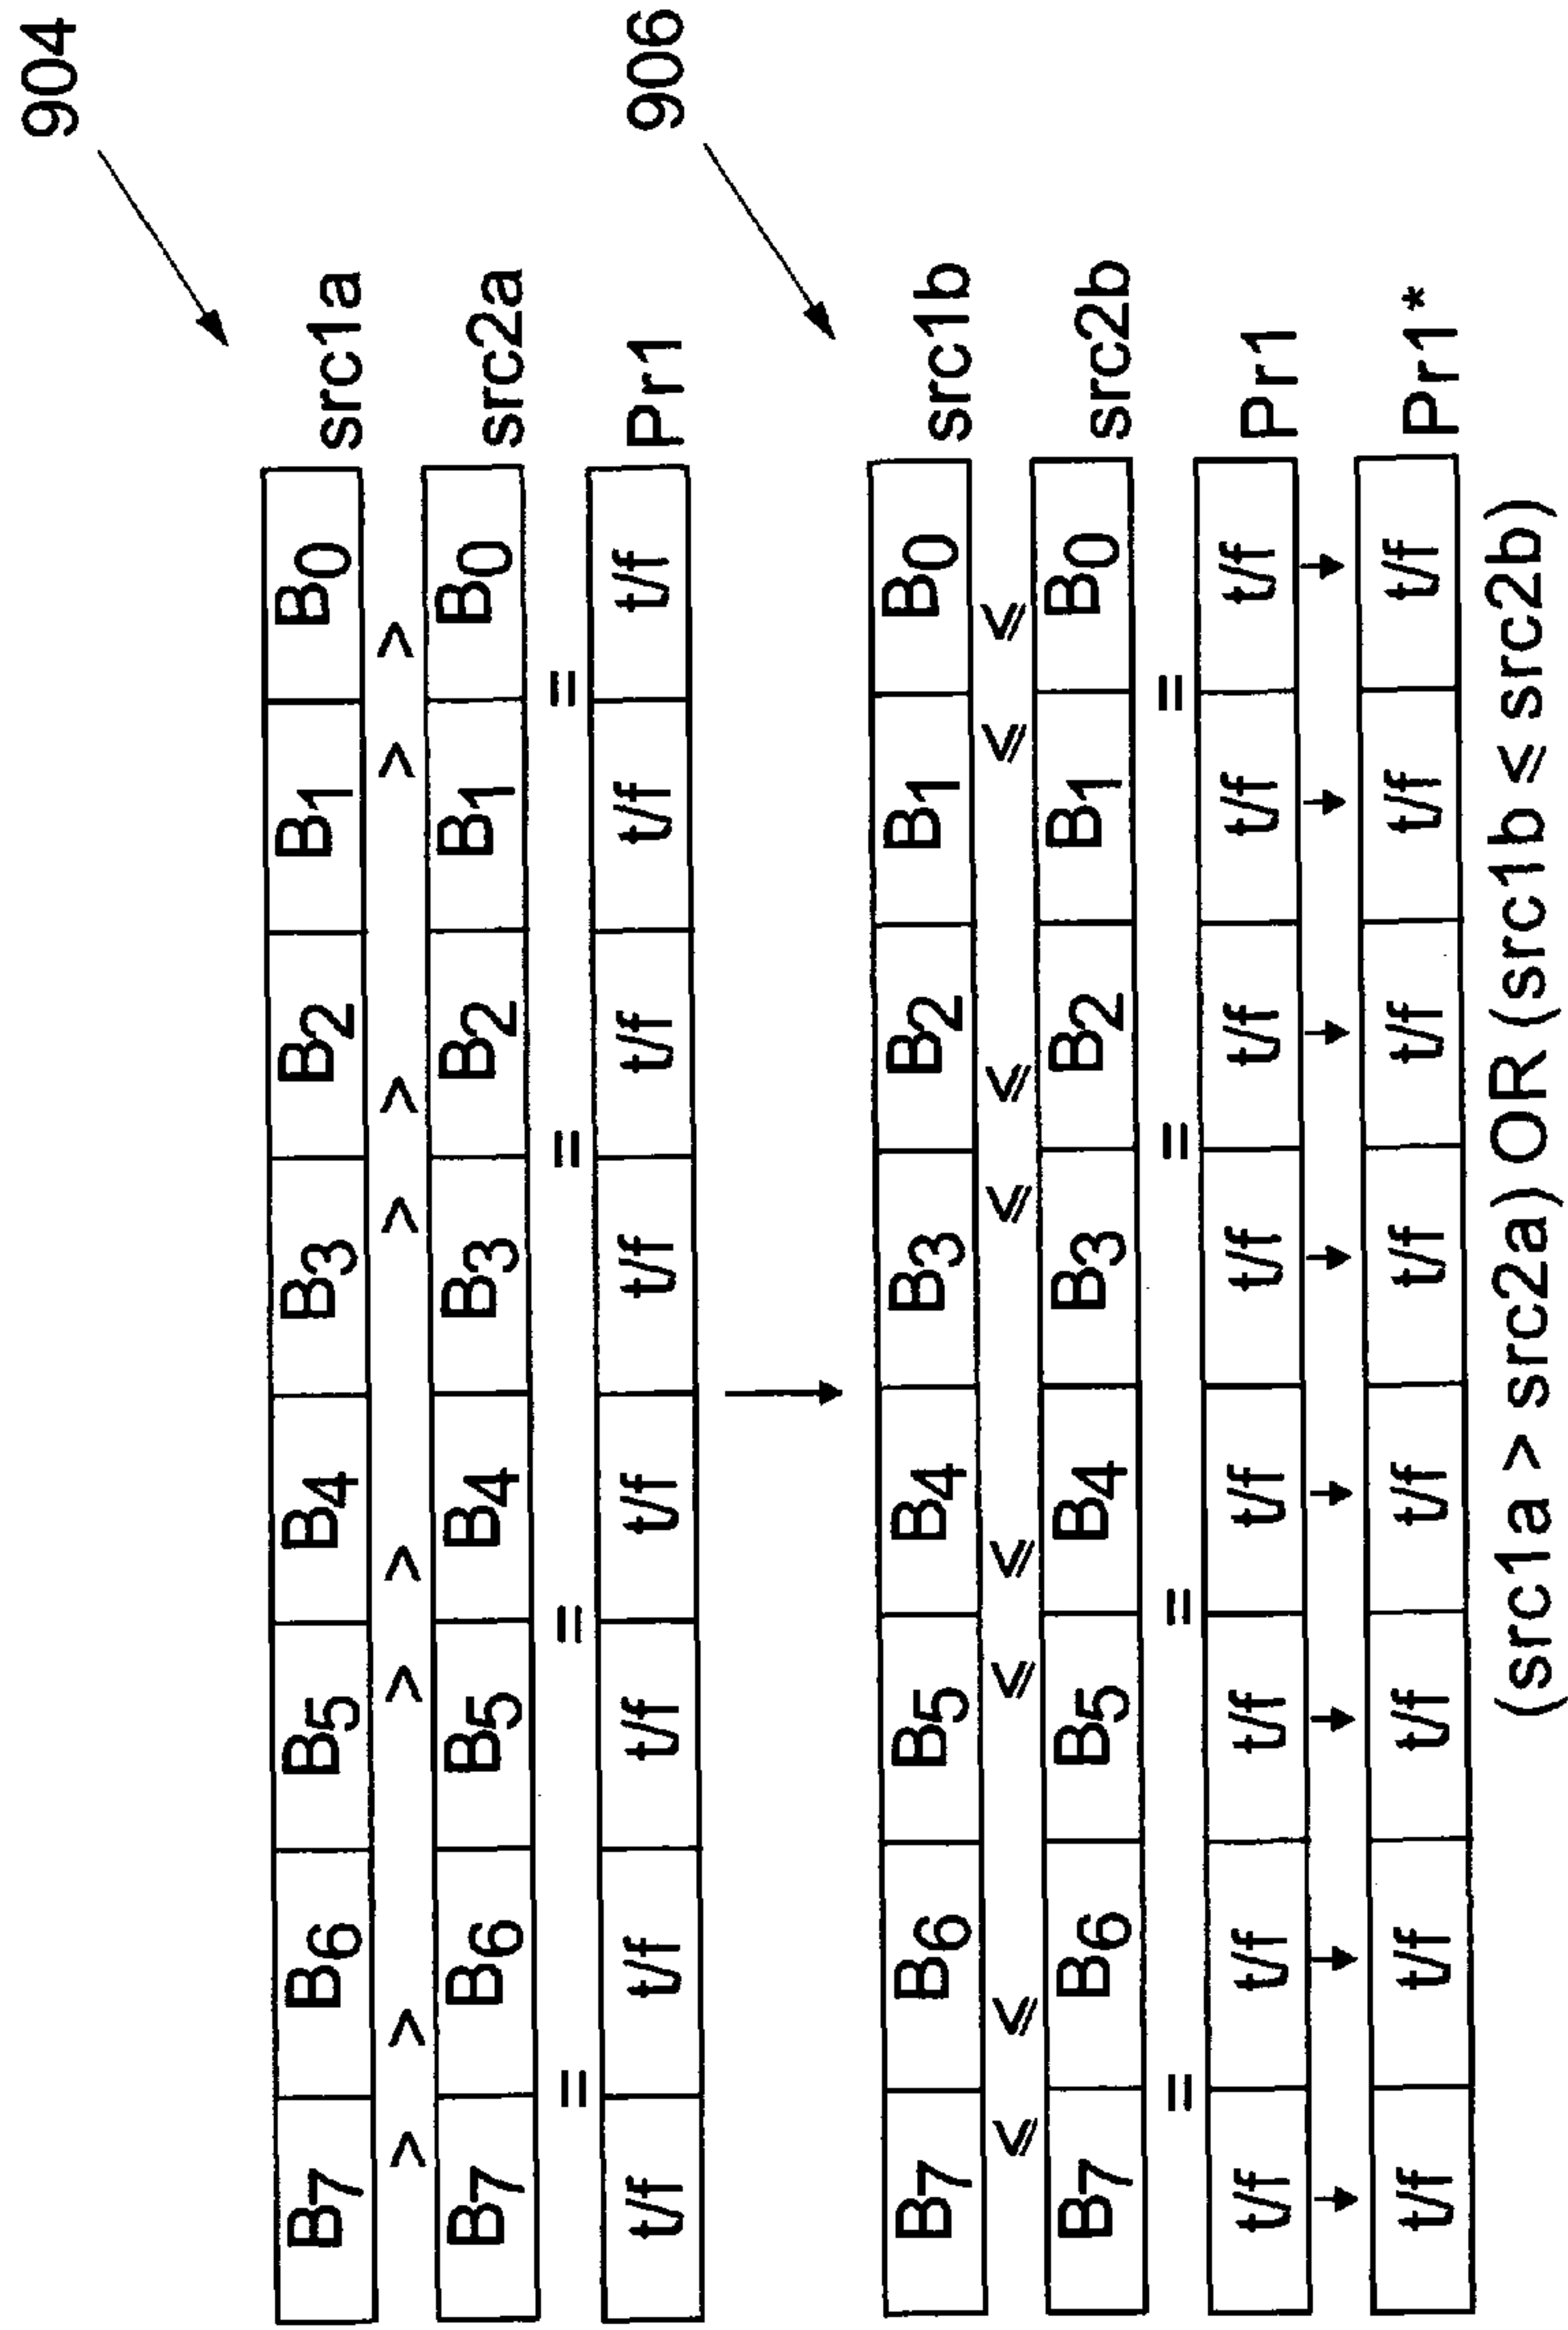 904
B7 B6 B5 B4 B3 B2 B1 B0 src1a
> > > > > > > >
B7 B6 B5 B4 B3 B2 B1 B0 src2a
= = = =
t/f t/f t/f t/f t/f t/f t/f t/f Pr1
906
B7 B6 B5 B4 B3 B2 B1 B0 src1b
⩽ ⩽ ⩽ ⩽ ⩽ ⩽ ⩽ ⩽
B7 B6 B5 B4 B3 B2 B1 B0 src2b
= = = =
t/f t/f t/f t/f t/f t/f t/f t/f Pr1
t/f t/f t/f t/f t/f t/f t/f t/f Pr1*
(src1a > src2a) OR (src1b ⩽ src2b)